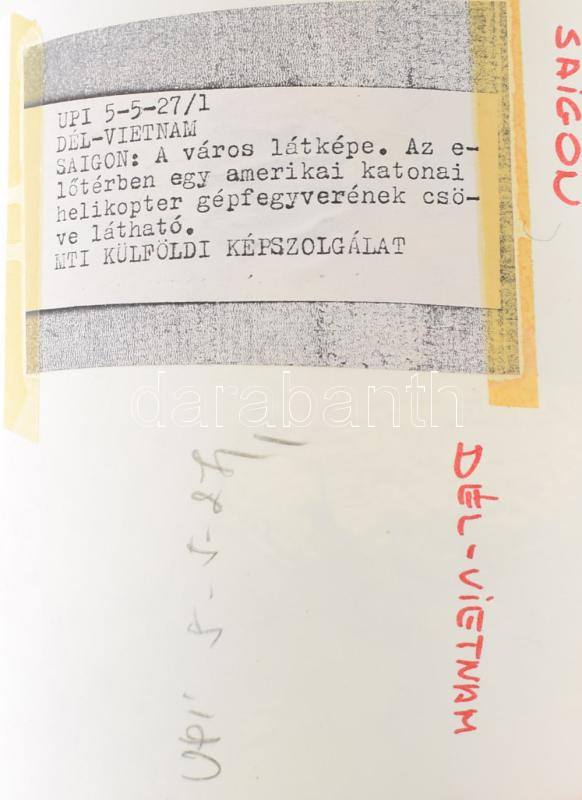 UPI 5-5-27/1
DÉL-VIETNAM
SAIGON: A város látképe. Az e-
lőtérben egy amerikai katonai
helikopter gépfegyverének csö-
ve látható.
MTI KÜLFÖLDI KÉPSZOLGÁLAT
SAIGON
darabanth
DÉL-VIETNAM
UPI 5-5-27/1